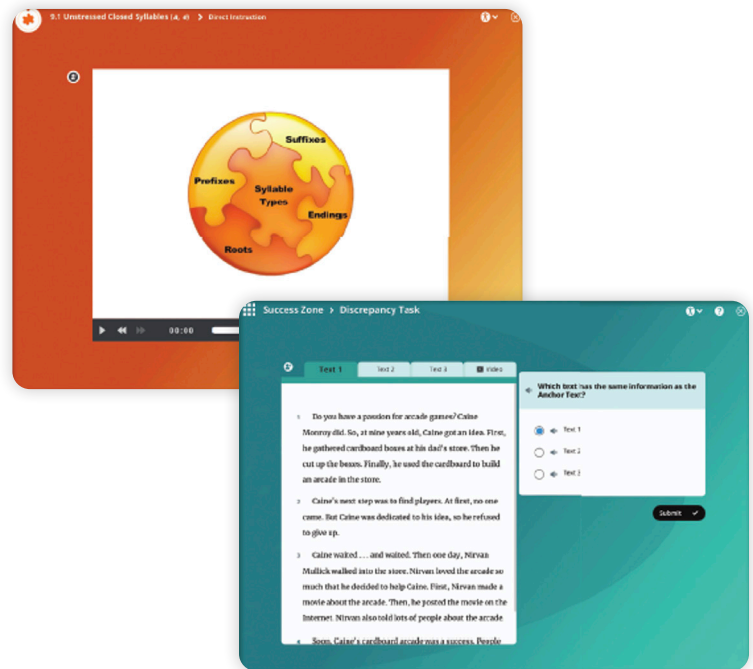 9.1 Unstressed Closed Syllables (A, e) > Direct Instruction
Suffixes
Prefixes
Syllable
Types
Endings
Roots
00:00
Success Zone > Discrepancy Task
Text 1 Text 2 Text 3 Video
1 Do you have a passion for arcade games? Caine
Monroy did. So, at nine years old, Caine got an idea. First,
he gathered cardboard boxes at his dad's store. Then he
cut up the boxes. Finally, he used the cardboard to build
an arcade in the store.
2 Caine's next step was to find players. At first, no one
came. But Caine was dedicated to his idea, so he refused
to give up.
3 Caine waited . . . and waited. Then one day, Nirvan
Mullick walked into the store. Nirvan loved the arcade so
much that he decided to help Caine. First, Nirvan made a
movie about the arcade. Then, he posted the movie on the
Internet. Nirvan also told lots of people about the arcade
4 Soon, Caine's cardboard arcade was a success. People
Which text has the same information as the
Anchor Text?
Text 1
Text 2
Text 3
Submit